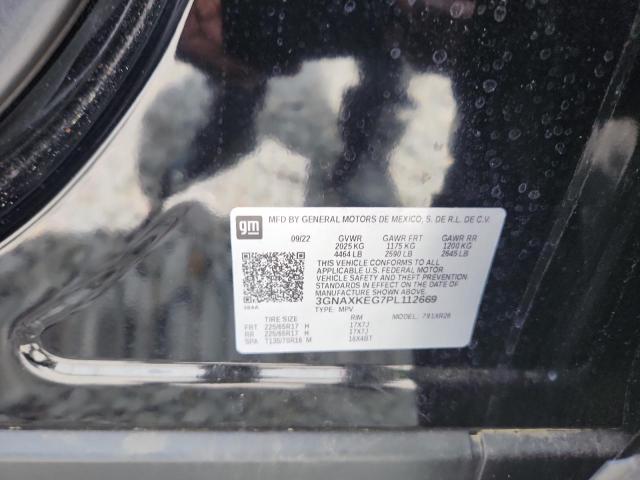 gm
MFD BY GENERAL MOTORS DE MEXICO, S. DE R.L. DE C.V.
09/22 GVWR GAWR FRT GAWR RR
2025 KG 1175 KG 1200 KG
4464 LB 2590 LB 2645 LB
THIS VEHICLE CONFORMS TO ALL
APPLICABLE U.S. FEDERAL MOTOR
VEHICLE SAFETY AND THEFT PREVENTION
STANDARDS IN EFFECT ON THE DATE OF
MANUFACTURE SHOWN ABOVE.
3GNAXKEG7PL112669
TYPE: MPV
TIRE SIZE RIM MODEL: 791XR26
FRT 225/65R17 H 17X7J
RR 225/65R17 H 17X7J
SPA T135/70R16 M 16X4BT